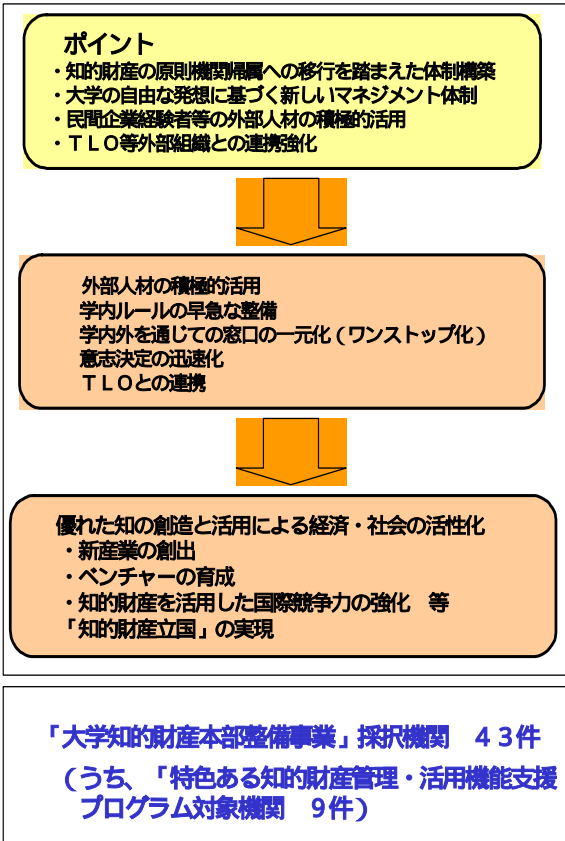 ポイント
・知的財産の原則機関帰属への移行を踏まえた体制構築
・大学の自由な発想に基づく新しいマネジメント体制
・民間企業経験者等の外部人材の積極的活用
・ＴＬＯ等外部組織との連携強化
外部人材の積極的活用
学内ルールの早急な整備
学内外を通じての窓口の一元化（ワンストップ化）
意志決定の迅速化
ＴＬＯとの連携
優れた知の創造と活用による経済・社会の活性化
・新産業の創出
・ベンチャーの育成
・知的財産を活用した国際競争力の強化　等
「知的財産立国」の実現
「大学知的財産本部整備事業」採択機関　４３件
（うち、「特色ある知的財産管理・活用機能支援
プログラム対象機関　９件）